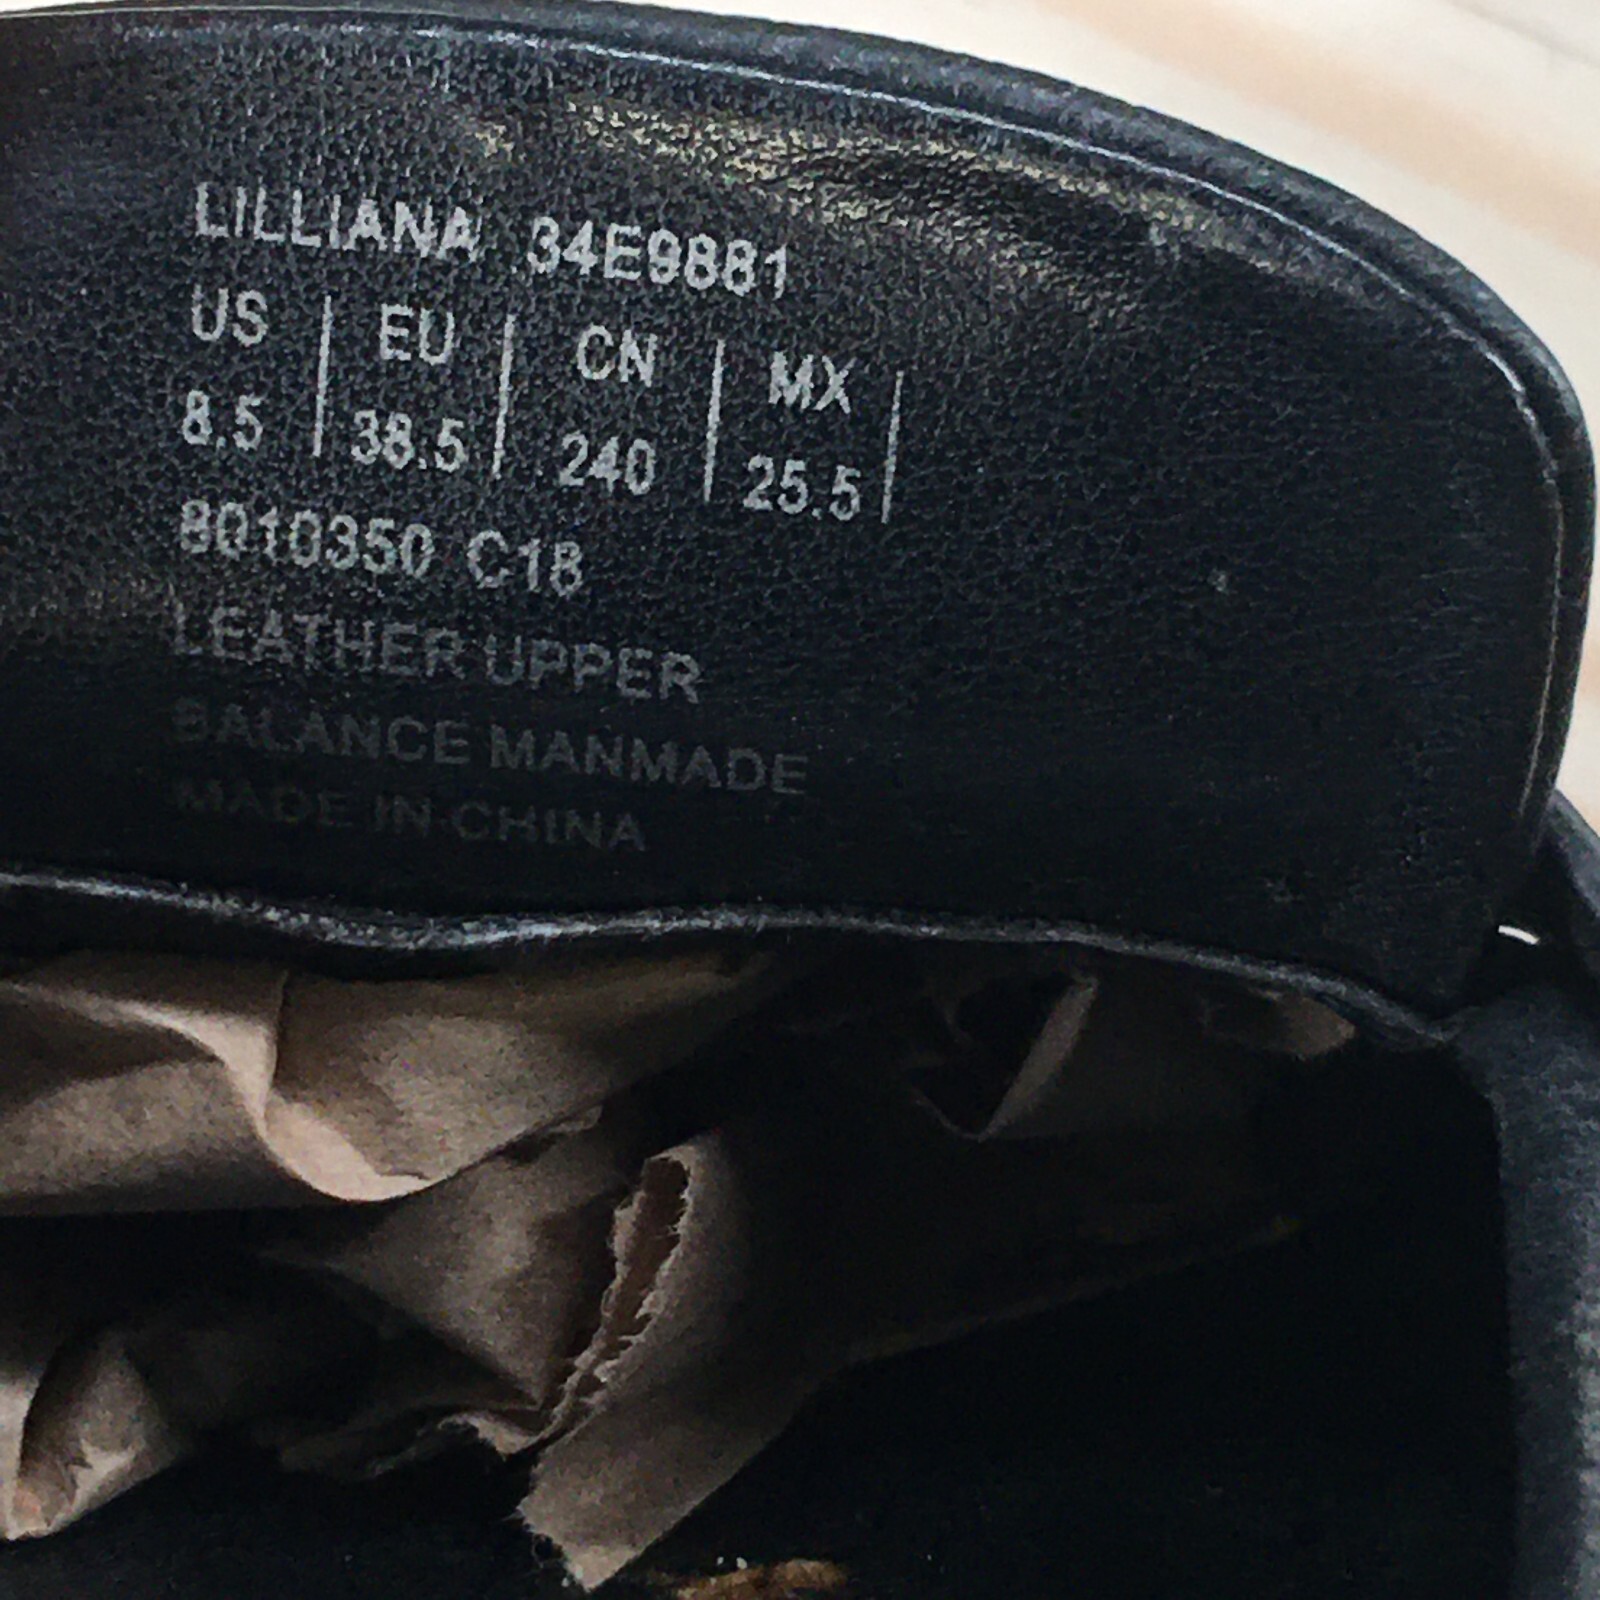 LILLIANA 34E9881
US | EU | CN | MX |
8.5 | 38.5 | 240 | 25.5 |
8010350 C18
LEATHER UPPER
BALANCE MANMADE
MADE IN CHINA